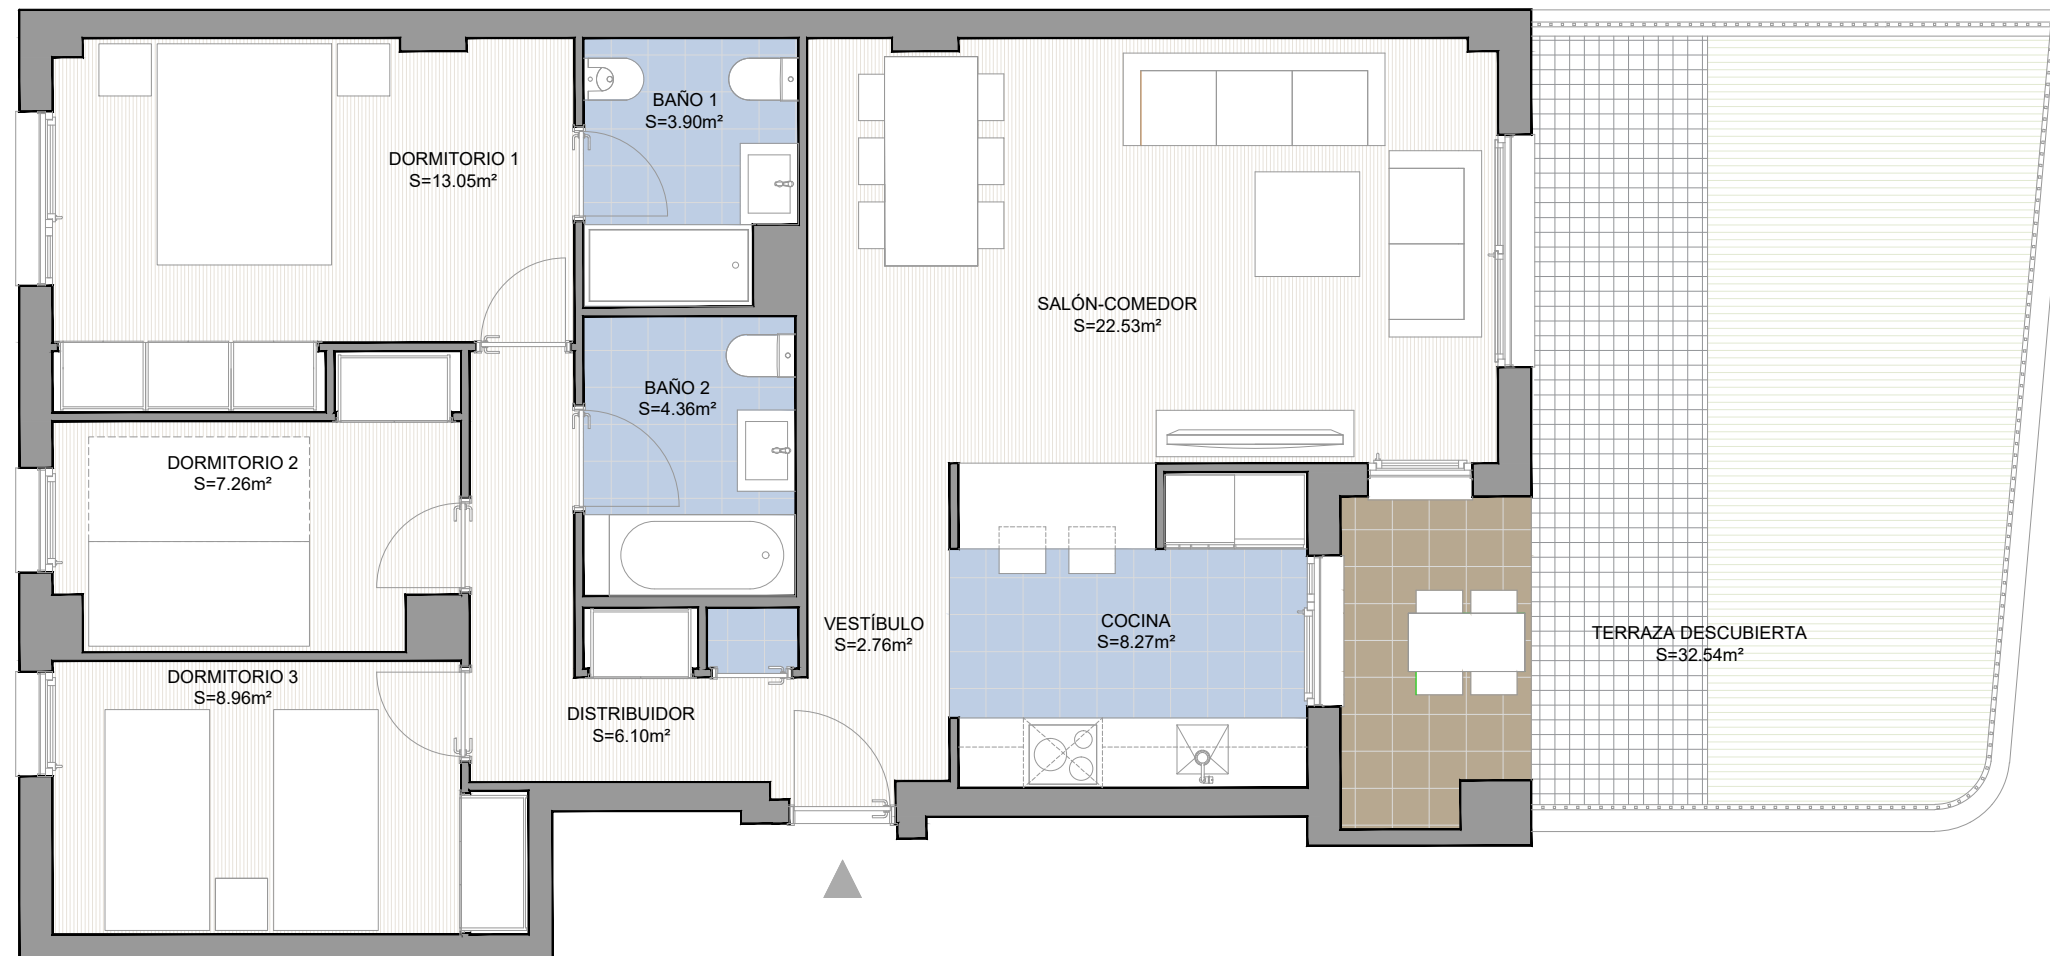 BAÑO 1
S=3.90m²
DORMITORIO 1
S=13.05m²
SALÓN-COMEDOR
S=22.53m²
BAÑO 2
S=4.36m²
DORMITORIO 2
S=7.26m²
VESTÍBULO
S=2.76m²
COCINA
S=8.27m²
TERRAZA DESCUBIERTA
S=32.54m²
DORMITORIO 3
S=8.96m²
DISTRIBUIDOR
S=6.10m²